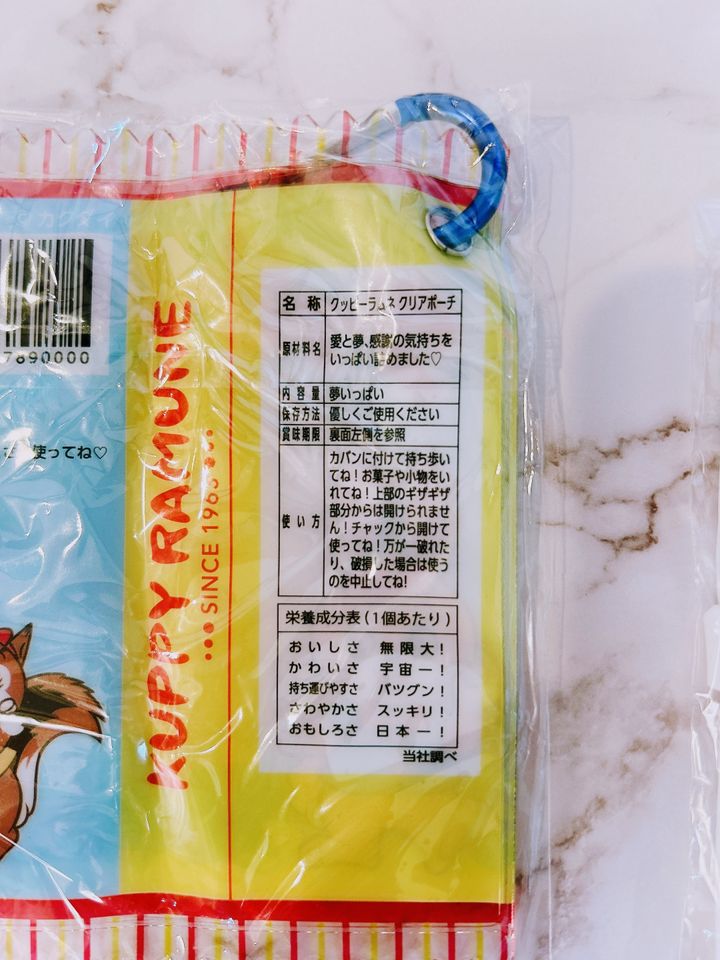 7890000
使ってね♡
KUPPY RAMUNE
SINCE 1963
名称 クッピーラムネ クリアポーチ
原材料名 愛と夢、感謝の気持ちを
いっぱい詰めました♡
内容量 夢いっぱい
保存方法 優しくご使用ください
賞味期限 裏面左側を参照
使い方 カバンに付けて持ち歩い
てね！お菓子や小物をい
れてね！上部のギザギザ
部分からは開けられませ
ん！チャックから開けて
使ってね！万が一破れた
り、破損した場合は使う
のを中止してね!
栄養成分表(1個あたり)
おいしさ 無限大！
かわいさ 宇宙一！
持ち運びやすさ バツグン！
さわやかさ スッキリ！
おもしろさ 日本一！
当社調べ